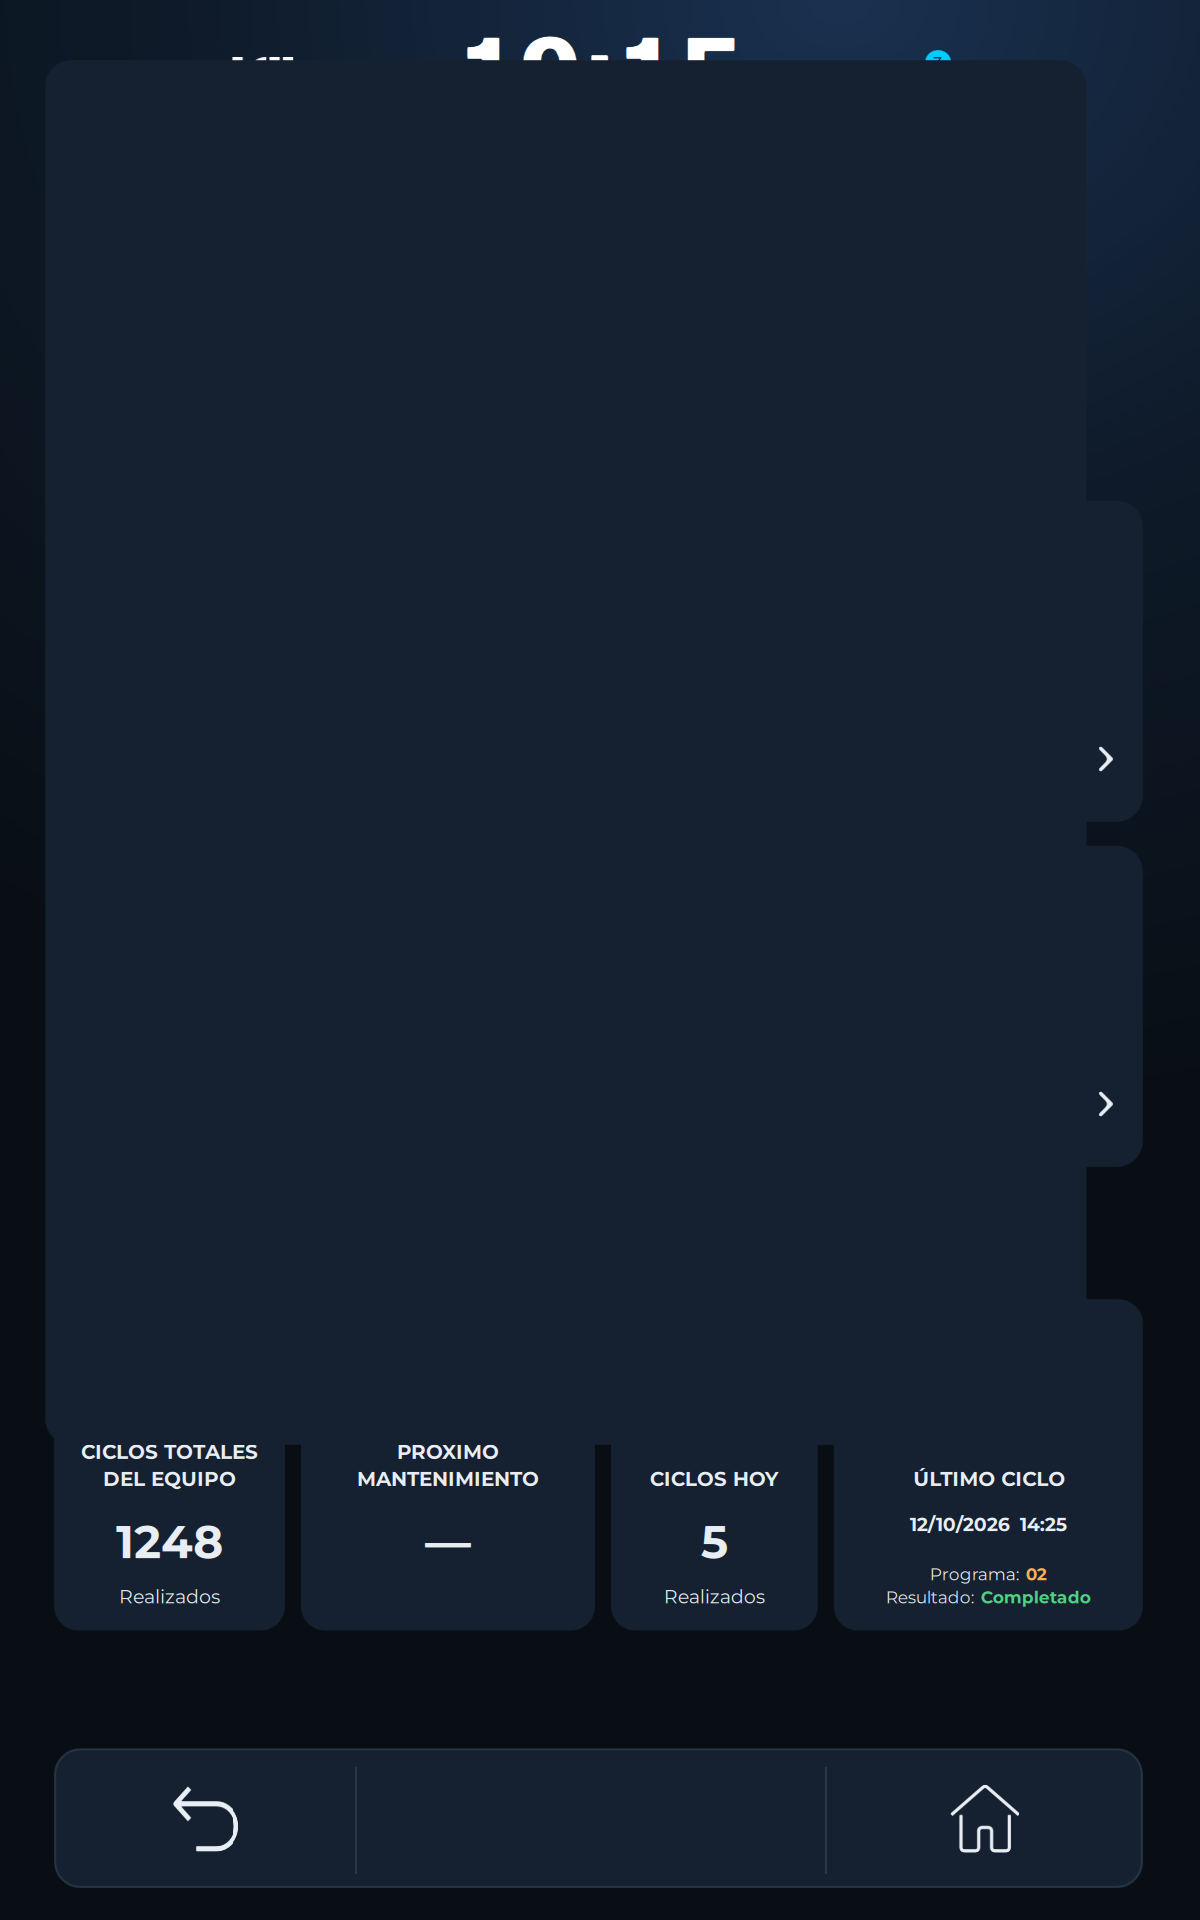 CICLOS TOTALES
DEL EQUIPO
1248
Realizados
PROXIMO
MANTENIMIENTO
—
CICLOS HOY
5
Realizados
ÚLTIMO CICLO
12/10/2026 14:25
Programa: 02
Resultado: Completado